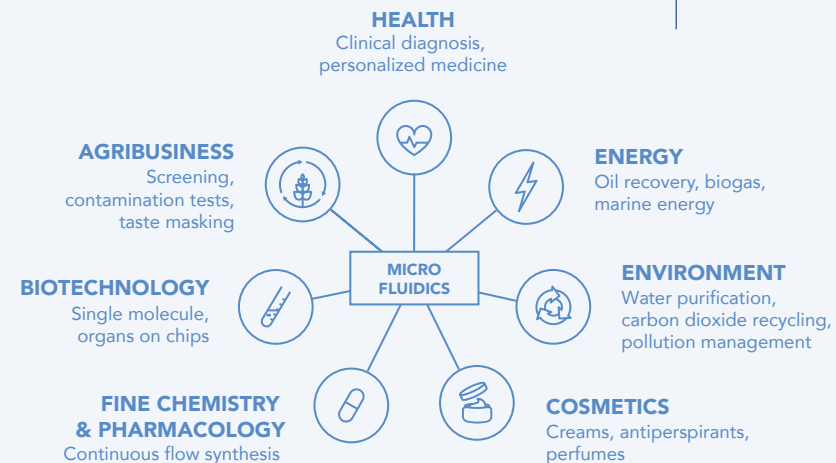 HEALTH
Clinical diagnosis,
personalized medicine
AGRIBUSINESS
Screening,
contamination tests,
taste masking
ENERGY
Oil recovery, biogas,
marine energy
MICRO
FLUIDICS
BIOTECHNOLOGY
Single molecule,
organs on chips
ENVIRONMENT
Water purification,
carbon dioxide recycling,
pollution management
FINE CHEMISTRY
& PHARMACOLOGY
Continuous flow synthesis
COSMETICS
Creams, antiperspirants,
perfumes